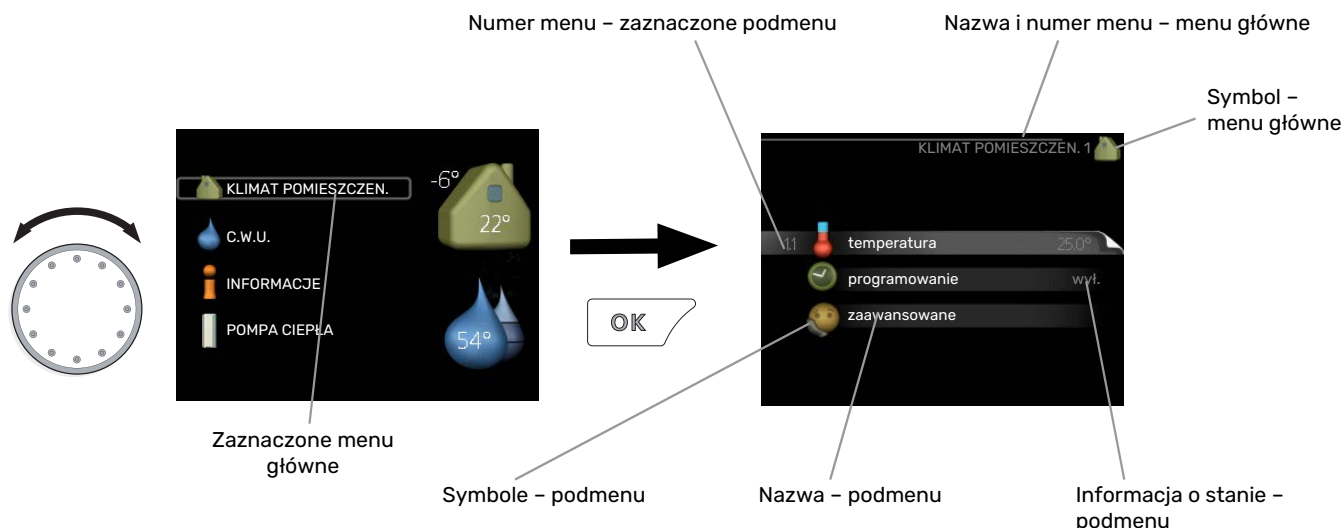 Numer menu – zaznaczone podmenu
Nazwa i numer menu – menu główne
Symbol –
menu główne
KLIMAT POMIESZCZEN.
-6°
22°
C.W.U.
INFORMACJE
POMPA CIEPŁA
54°
OK
KLIMAT POMIESZCZEN. 1
1.1
temperatura
25.0°
programowanie
wył.
zaawansowane
Zaznaczone menu
główne
Symbole – podmenu
Nazwa – podmenu
Informacja o stanie –
podmenu